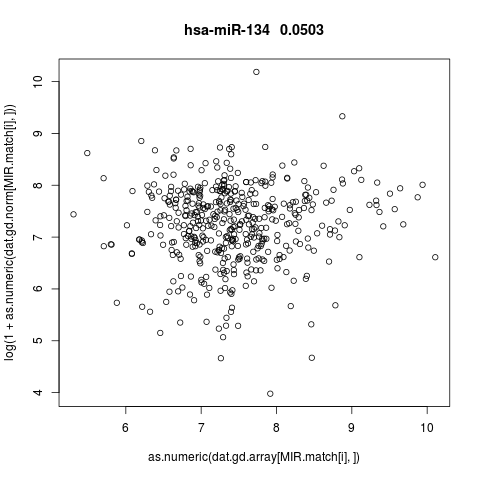 hsa-miR-134 0.0503
log(1 + as.numeric(dat.gd.norm[MIR.match[i], ]))
10
9
8
7
6
5
4
6 7 8 9 10
as.numeric(dat.gd.array[MIR.match[i], ])